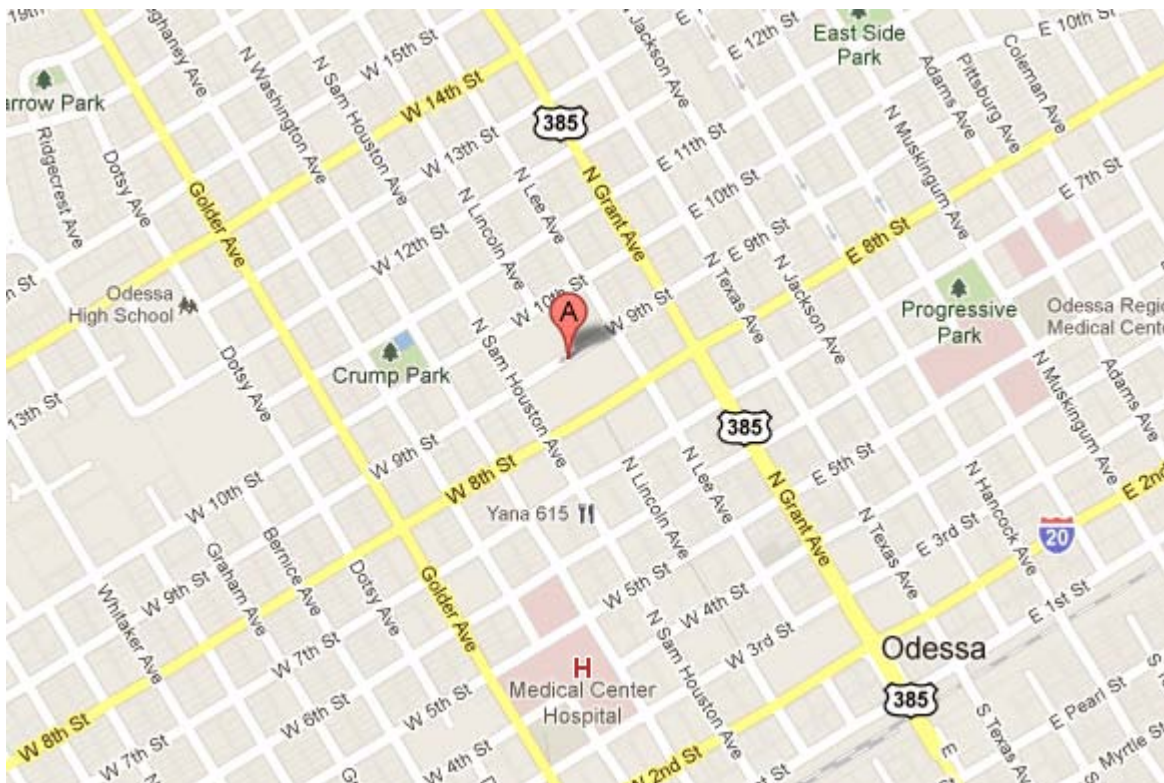 19th
eghaney Ave
N Washington Ave
N Sam Houston Ave
W 15th St
N Jackson Ave
E
E 12th St
East Side
Park
E 10th St
Coleman Ave
Pittsburg Ave
Adams Ave
arrow Park
W 14th St
385
Ridgecrest Ave
Dotsy Ave
Golder Ave
W 13th St
N Lincoln Ave
N Lee Ave
N Grant Ave
E 11th St
E 10th St
N Muskingum Ave
E 7th St
W 12th St
E 9th St
E 8th St
N Texas Ave
N Jackson Ave
n St
Odessa
High School
W 10th St
A
W 9th St
Progressive
Park
Odessa Regio
Medical Cente
Crump Park
N Sam Houston Ave
Dotsy Ave
13th St
385
N Muskingum Ave
Adams Ave
W 9th St
W 8th St
N Lincoln Ave
N Lee Ave
E 5th St
N Grant Ave
N Hancock Ave
E 2nd
W 10th St
Yana 615
N Texas Ave
E 3rd St
20
W 9th St
Graham Ave
Bernice Ave
Dotsy Ave
Golder Ave
Whitaker Ave
W 5th St
W 4th St
W 3rd St
E 1st St
N Sam Houston Ave
Odessa
W 7th St
H
Medical Center
Hospital
W 8th St
W 7th St
W 6th St
W 5th St
385
W 2nd St
E
S Texas Ave
E Pearl St
Myrtle St
Go